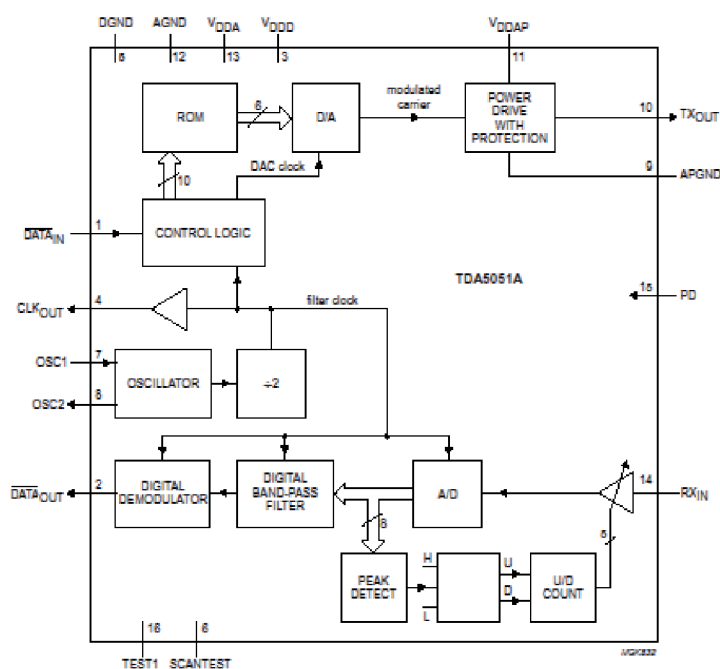 DGND AGND VDDA VDDD VDDAP
5 12 13 3 11
ROM
6
D/A
modulated
carrier
POWER
DRIVE
WITH
PROTECTION
10 TXOUT
9 APGND
10
DAC clock
DATAIN 1
CONTROL LOGIC
TDA5051A
15 PD
CLKOUT 4
filter clock
OSC1 7
OSCILLATOR
÷2
OSC2 8
DATAOUT 2
DIGITAL
DEMODULATOR
DIGITAL
BAND-PASS
FILTER
A/D
14 RXIN
8
5
PEAK
DETECT
H
L
U
D
U/D
COUNT
16 6
TEST1 SCANTEST
MGK832